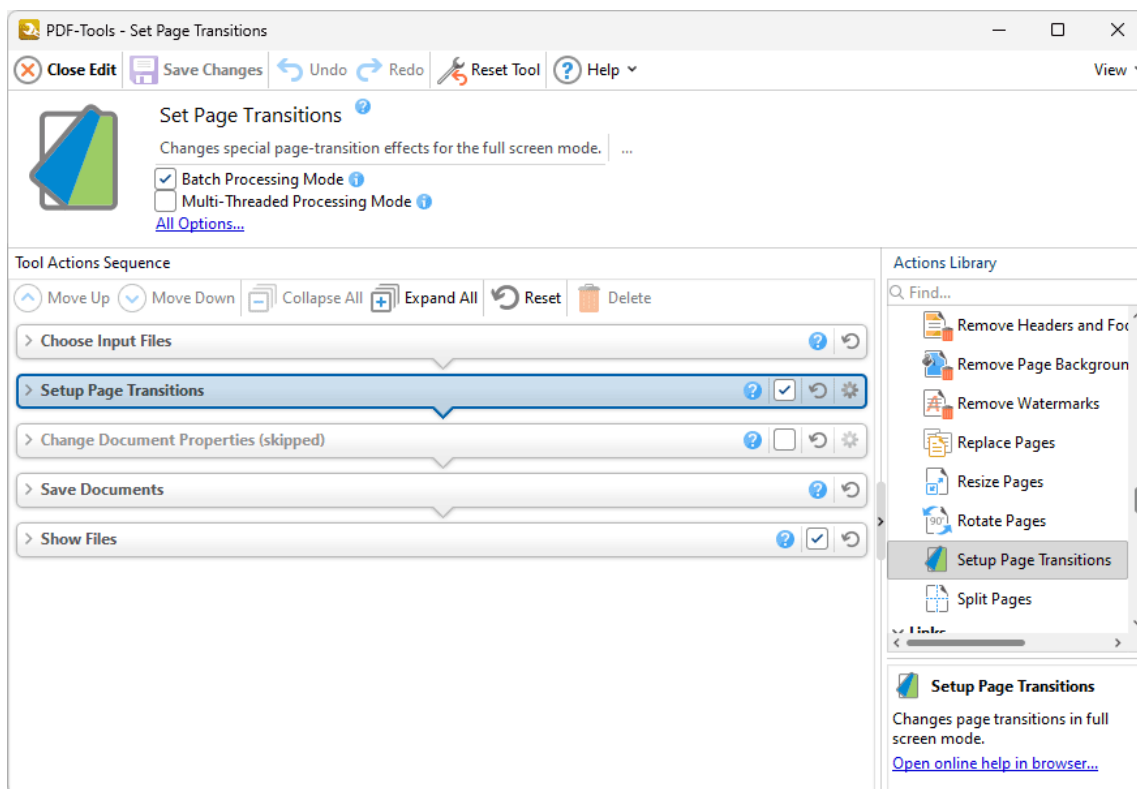 PDF-Tools - Set Page Transitions
Close Edit Save Changes Undo Redo Reset Tool ? Help View
Set Page Transitions ?
Changes special page-transition effects for the full screen mode. ...
Batch Processing Mode i
Multi-Threaded Processing Mode i
All Options...
Tool Actions Sequence
Move Up Move Down Collapse All Expand All Reset Delete
Choose Input Files ?
Setup Page Transitions ?
Change Document Properties (skipped) ?
Save Documents ?
Show Files ?
Actions Library
Find...
Remove Headers and Foo
Remove Page Backgroun
Remove Watermarks
Replace Pages
Resize Pages
90° Rotate Pages
Setup Page Transitions
Split Pages
Links
Setup Page Transitions
Changes page transitions in full
screen mode.
Open online help in browser...